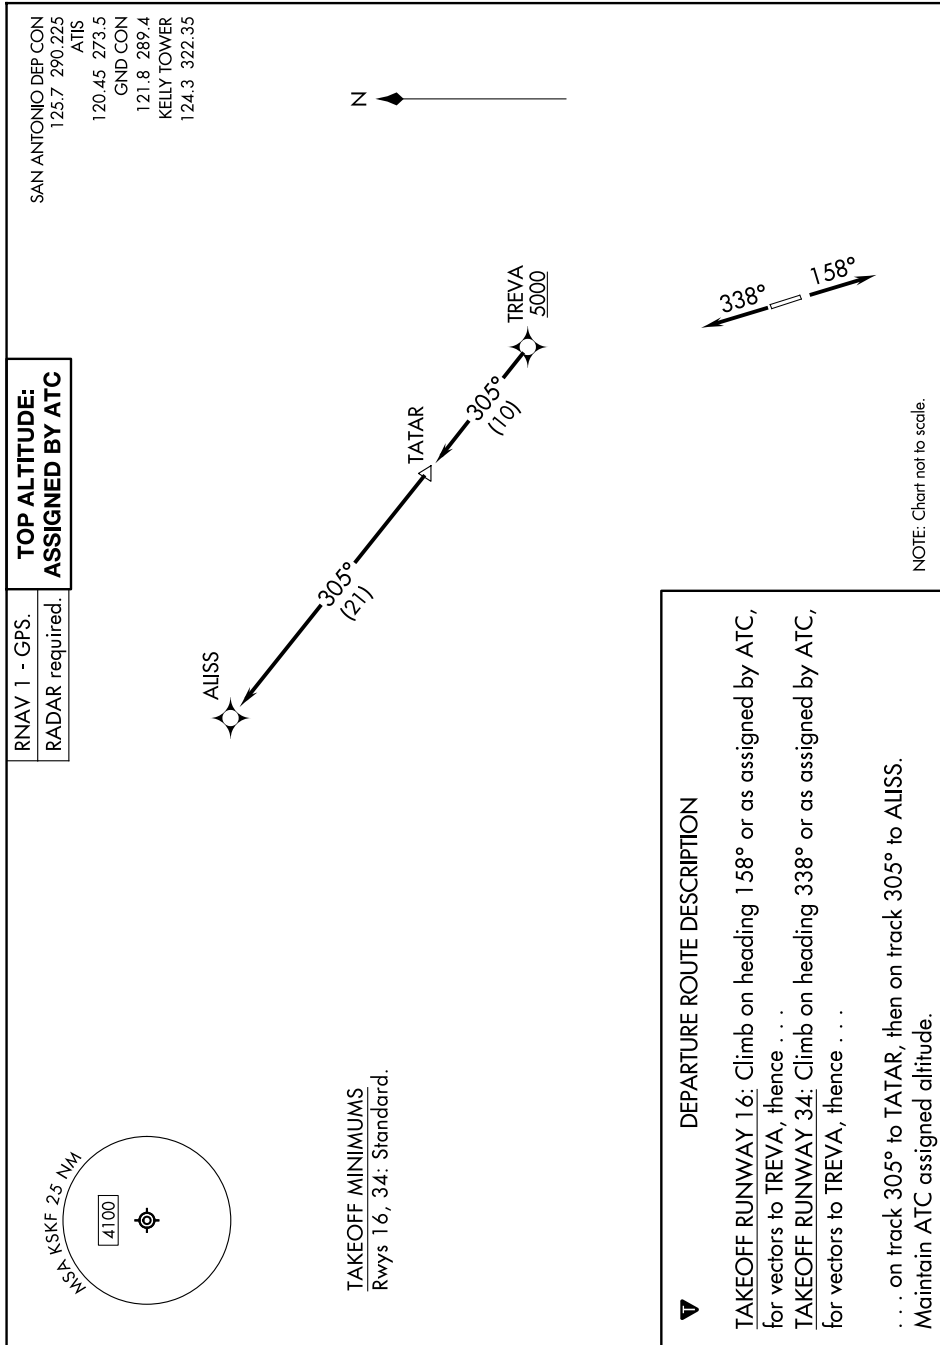 RNAV 1 - GPS.
RADAR required.
TOP ALTITUDE:
ASSIGNED BY ATC
SAN ANTONIO DEP CON
125.7 290.225
ATIS
120.45 273.5
GND CON
121.8 289.4
KELLY TOWER
124.3 322.35
MSA KSKF 25 NM
4100
N
ALISS
305°
(21)
TATAR
305°
(10)
TREVA
5000
TAKEOFF MINIMUMS
Rwys 16, 34: Standard.
338°
158°
NOTE: Chart not to scale.
T
DEPARTURE ROUTE DESCRIPTION
TAKEOFF RUNWAY 16: Climb on heading 158° or as assigned by ATC,
for vectors to TREVA, thence . . .
TAKEOFF RUNWAY 34: Climb on heading 338° or as assigned by ATC,
for vectors to TREVA, thence . . .
. . . on track 305° to TATAR, then on track 305° to ALISS.
Maintain ATC assigned altitude.